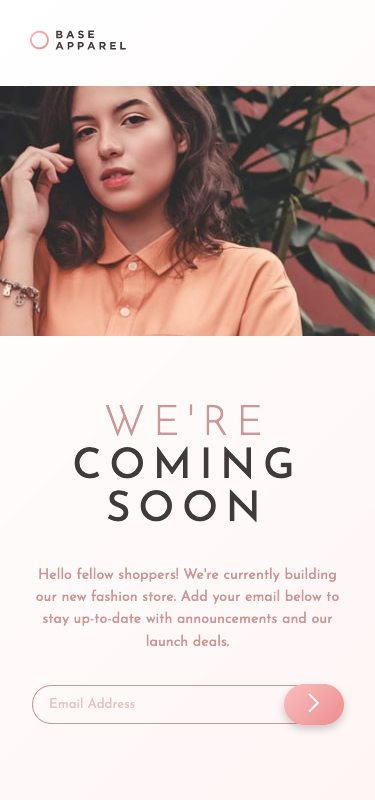 BASE
APPAREL
WE'RE
COMING
SOON
Hello fellow shoppers! We're currently building
our new fashion store. Add your email below to
stay up-to-date with announcements and our
launch deals.
Email Address